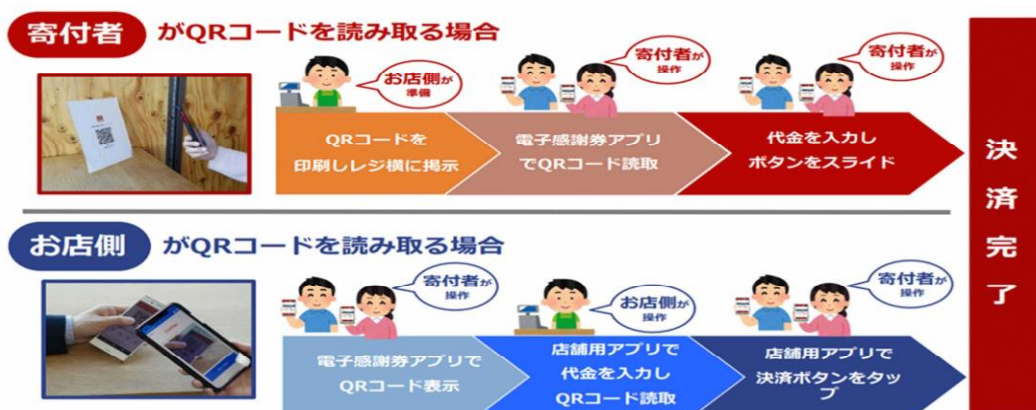 寄付者 がQRコードを読み取る場合
お店側が
準備
寄付者が
操作
寄付者が
操作
QRコードを
印刷しレジ横に掲示
電子感謝券アプリ
でQRコード読取
代金を入力し
ボタンをスライド
お店側 がQRコードを読み取る場合
寄付者が
操作
お店側が
操作
寄付者が
操作
電子感謝券アプリで
QRコード表示
店舗用アプリで
代金を入力し
QRコード読取
店舗用アプリで
決済ボタンをタッ
プ
決済完了